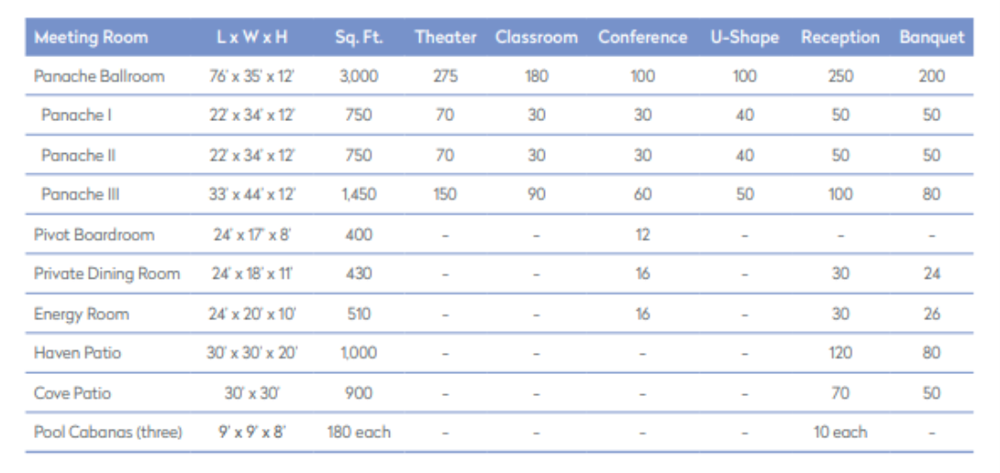 Meeting Room L x W x H Sq. Ft. Theater Classroom Conference U-Shape Reception Banquet
Panache Ballroom 76' x 35' x 12' 3,000 275 180 100 100 250 200
Panache I 22' x 34' x 12' 750 70 30 30 40 50 50
Panache II 22' x 34' x 12' 750 70 30 30 40 50 50
Panache III 33' x 44' x 12' 1,450 150 90 60 50 100 80
Pivot Boardroom 24' x 17' x 8' 400 - - 12 - - -
Private Dining Room 24' x 18' x 11' 430 - - 16 - 30 24
Energy Room 24' x 20' x 10' 510 - - 16 - 30 26
Haven Patio 30' x 30' x 20' 1,000 - - - - 120 80
Cove Patio 30' x 30' 900 - - - - 70 50
Pool Cabanas (three) 9' x 9' x 8' 180 each - - - - 10 each -